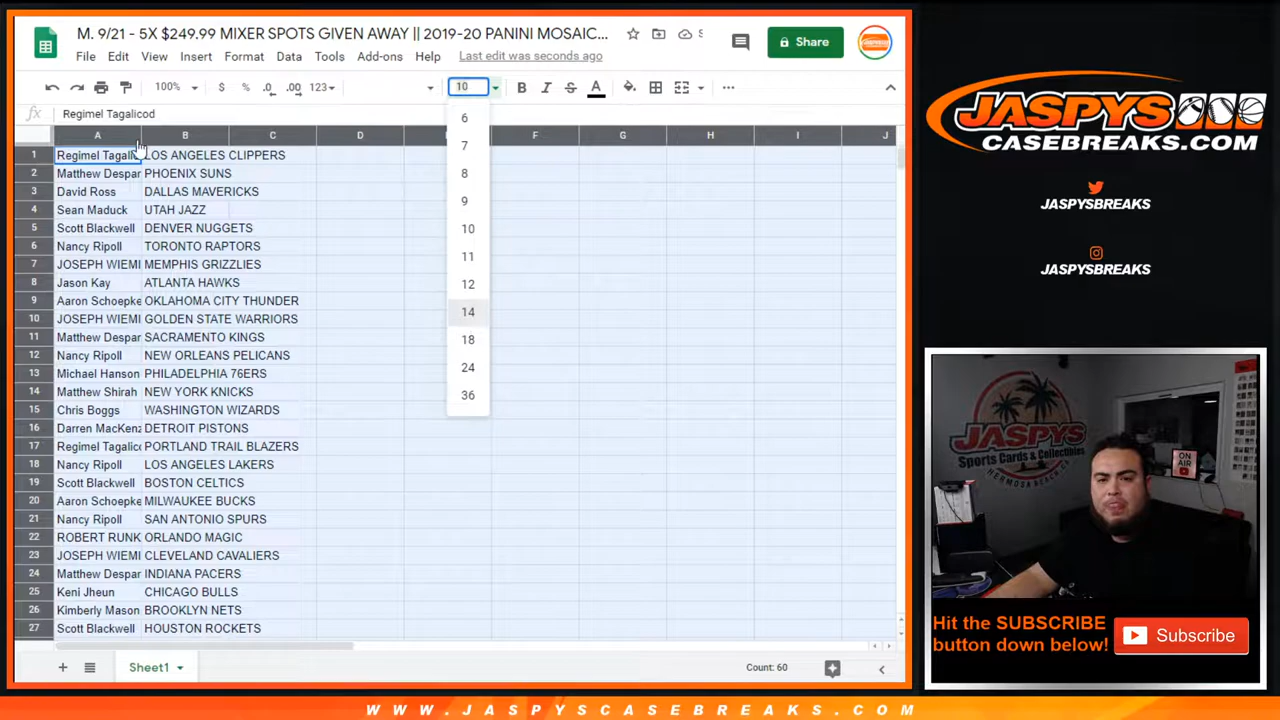 M. 9/21 - 5X $249.99 MIXER SPOTS GIVEN AWAY || 2019-20 PANINI MOSAIC...
File Edit View Insert Format Data Tools Add-ons Help Last edit was seconds ago
Share
100% $ % .0 .00 123 10
fx Regimel Tagalicod
A B C D F G H I J
1 Regimel Tagalic LOS ANGELES CLIPPERS
2 Matthew Despar PHOENIX SUNS
3 David Ross DALLAS MAVERICKS
4 Sean Maduck UTAH JAZZ
5 Scott Blackwell DENVER NUGGETS
6 Nancy Ripoll TORONTO RAPTORS
7 JOSEPH WIEMI MEMPHIS GRIZZLIES
8 Jason Kay ATLANTA HAWKS
9 Aaron Schoepke OKLAHOMA CITY THUNDER
10 JOSEPH WIEMI GOLDEN STATE WARRIORS
11 Matthew Despar SACRAMENTO KINGS
12 Nancy Ripoll NEW ORLEANS PELICANS
13 Michael Hanson PHILADELPHIA 76ERS
14 Matthew Shirah NEW YORK KNICKS
15 Chris Boggs WASHINGTON WIZARDS
16 Darren MacKenz DETROIT PISTONS
17 Regimel Tagalico PORTLAND TRAIL BLAZERS
18 Nancy Ripoll LOS ANGELES LAKERS
19 Scott Blackwell BOSTON CELTICS
20 Aaron Schoepke MILWAUKEE BUCKS
21 Nancy Ripoll SAN ANTONIO SPURS
22 ROBERT RUNK ORLANDO MAGIC
23 JOSEPH WIEMI CLEVELAND CAVALIERS
24 Matthew Despar INDIANA PACERS
25 Keni Jheun CHICAGO BULLS
26 Kimberly Mason BROOKLYN NETS
27 Scott Blackwell HOUSTON ROCKETS
6
7
8
9
10
11
12
14
18
24
36
Sheet1
Count: 60
JASPYS
CASEBREAKS.COM
JASPYSBREAKS
JASPYSBREAKS
JASPYS
Sports Cards & Collectibles
HERMOSA BEACH CA
ON
AIR
Hit the SUBSCRIBE
button down below!
Subscribe
WWW.JASPYSCASEBREAKS.COM